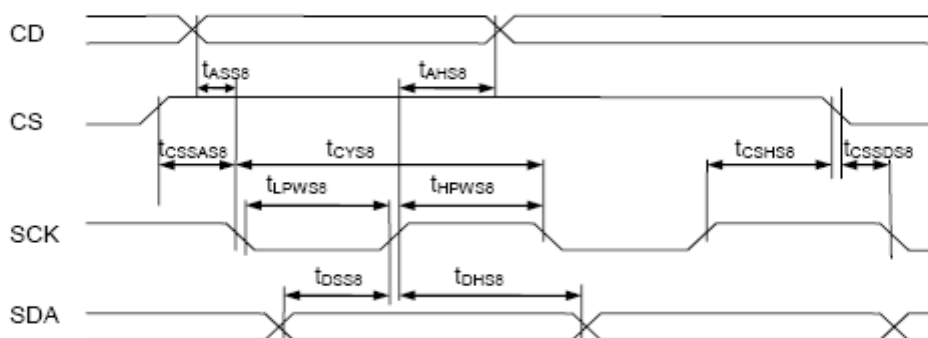 CD
tASS8 tAHS8
CS
tCSSAS8 tCYS8 tCSHS8 tCSSDS8
tLPWS8 tHPWS8
SCK
tDSS8 tDHS8
SDA